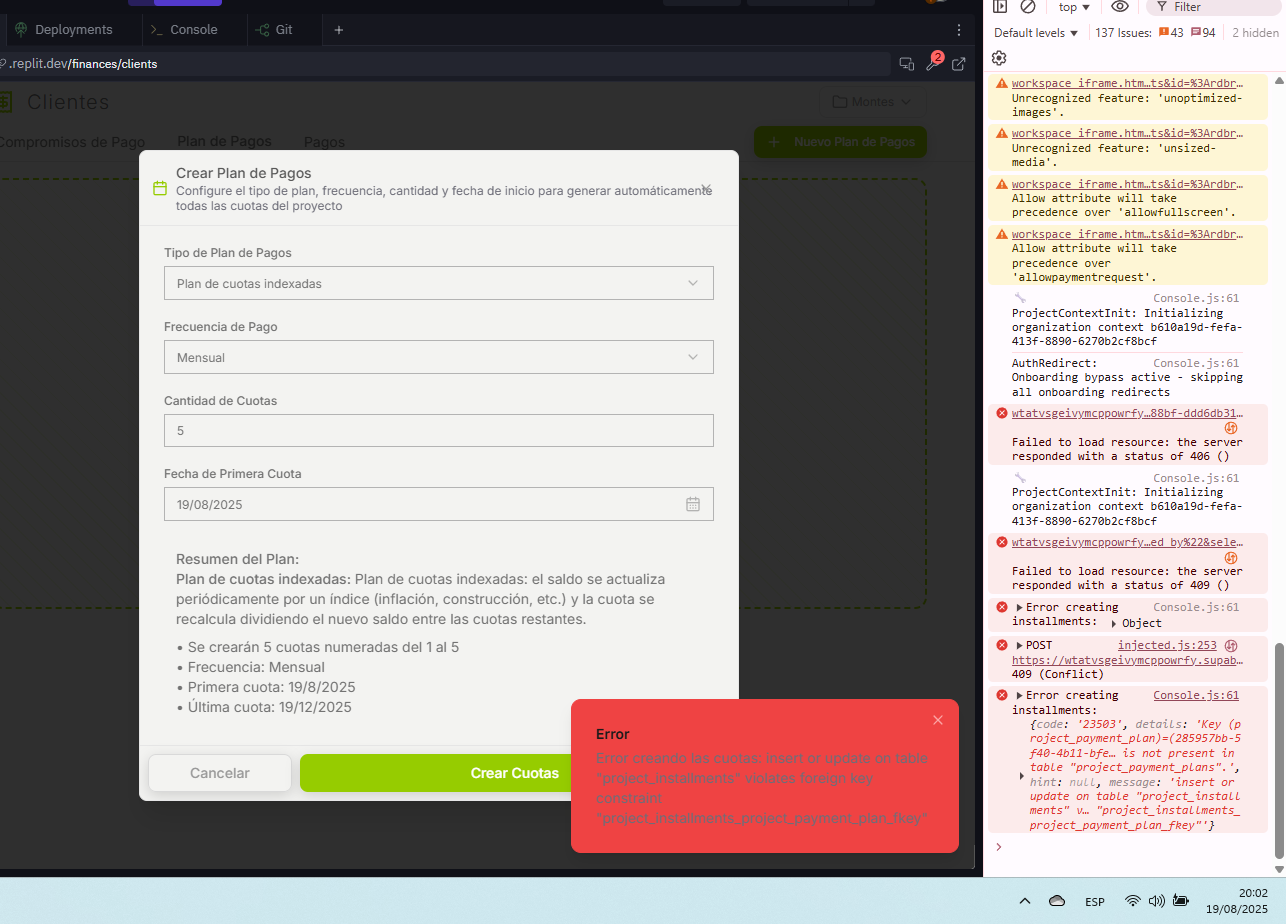 Deployments
Console
Git
.replit.dev/finances/clients
2
Clientes
Montes
Compromisos de Pago
Plan de Pagos
Pagos
Nuevo Plan de Pagos
Crear Plan de Pagos
Configure el tipo de plan, frecuencia, cantidad y fecha de inicio para generar automáticamente
todas las cuotas del proyecto
Tipo de Plan de Pagos
Plan de cuotas indexadas
Frecuencia de Pago
Mensual
Cantidad de Cuotas
5
Fecha de Primera Cuota
19/08/2025
Resumen del Plan:
Plan de cuotas indexadas: Plan de cuotas indexadas: el saldo se actualiza
periódicamente por un índice (inflación, construcción, etc.) y la cuota se
recalcula dividiendo el nuevo saldo entre las cuotas restantes.
• Se crearán 5 cuotas numeradas del 1 al 5
• Frecuencia: Mensual
• Primera cuota: 19/8/2025
• Última cuota: 19/12/2025
Cancelar
Crear Cuotas
Error
Error creando las cuotas: insert or update on table
"project_installments" violates foreign key
constraint
"project_installments_project_payment_plan_fkey"
top
Filter
Default levels
137 Issues:
43
94
2 hidden
workspace_iframe.htm…ts&id=%3Ardbr…
Unrecognized feature: 'unoptimized-
images'.
workspace_iframe.htm…ts&id=%3Ardbr…
Unrecognized feature: 'unsized-
media'.
workspace_iframe.htm…ts&id=%3Ardbr…
Allow attribute will take
precedence over 'allowfullscreen'.
workspace_iframe.htm…ts&id=%3Ardbr…
Allow attribute will take
precedence over
'allowpaymentrequest'.
Console.js:61
ProjectContextInit: Initializing
organization context b610a19d-fefa-
413f-8890-6270b2cf8bcf
AuthRedirect: Console.js:61
Onboarding bypass active - skipping
all onboarding redirects
wtatvsgeivymcppowrfy…88bf-ddd6db31…
Failed to load resource: the server
responded with a status of 406 ()
Console.js:61
ProjectContextInit: Initializing
organization context b610a19d-fefa-
413f-8890-6270b2cf8bcf
wtatvsgeivymcppowrfy…ed_by%22&sele…
Failed to load resource: the server
responded with a status of 409 ()
Error creating Console.js:61
installments: Object
POST injected.js:253
https://wtatvsgeivymcppowrfy.supab…
409 (Conflict)
Error creating Console.js:61
installments:
{code: '23503', details: 'Key (p
roject_payment_plan)=(285957bb-5
f40-4b11-bfe… is not present in
table "project_payment_plans".',
hint: null, message: 'insert or
update on table "project_install
ments" v… "project_installments_
project_payment_plan_fkey"'}
ESP
20:02
19/08/2025